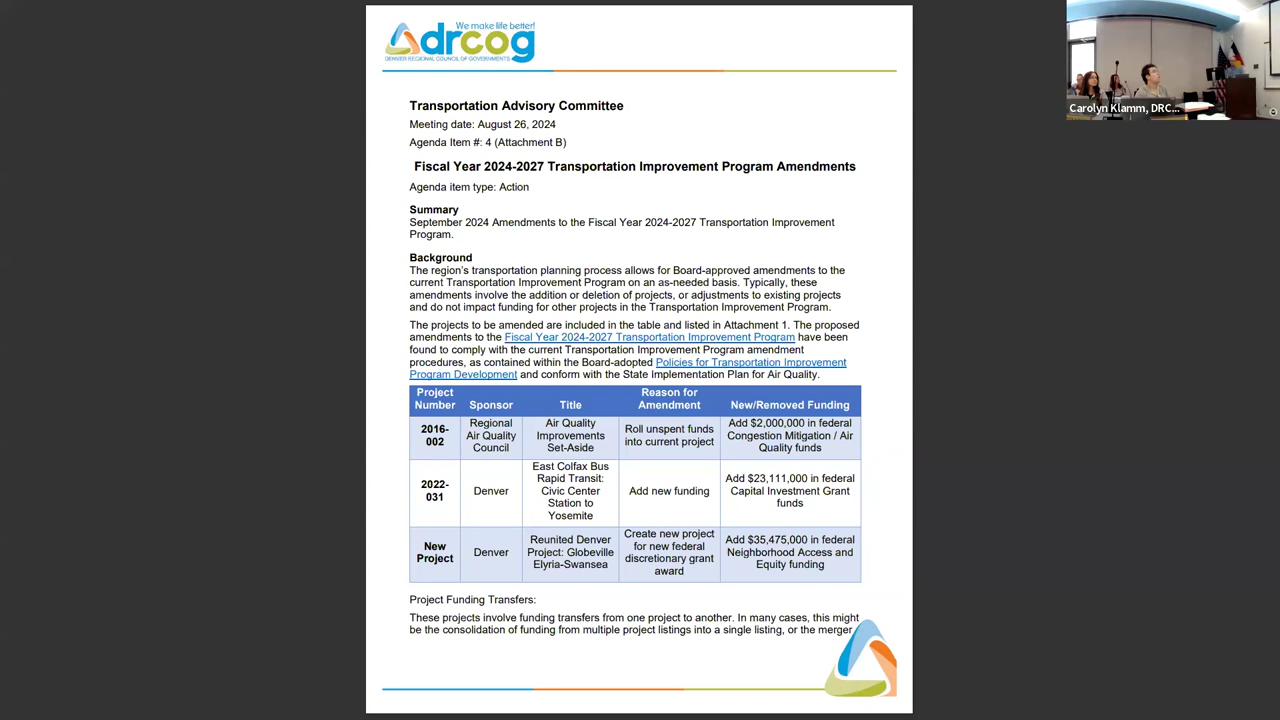 We make life better!
drcog
DENVER REGIONAL COUNCIL OF GOVERNMENTS
Transportation Advisory Committee
Meeting date: August 26, 2024
Agenda Item #: 4 (Attachment B)
Fiscal Year 2024-2027 Transportation Improvement Program Amendments
Agenda item type: Action
Summary
September 2024 Amendments to the Fiscal Year 2024-2027 Transportation Improvement
Program.
Background
The region's transportation planning process allows for Board-approved amendments to the
current Transportation Improvement Program on an as-needed basis. Typically, these
amendments involve the addition or deletion of projects, or adjustments to existing projects
and do not impact funding for other projects in the Transportation Improvement Program.
The projects to be amended are included in the table and listed in Attachment 1. The proposed
amendments to the Fiscal Year 2024-2027 Transportation Improvement Program have been
found to comply with the current Transportation Improvement Program amendment
procedures, as contained within the Board-adopted Policies for Transportation Improvement
Program Development and conform with the State Implementation Plan for Air Quality.
Project
Number
Sponsor
Title
Reason for
Amendment
New/Removed Funding
2016-
002
Regional
Air Quality
Council
Air Quality
Improvements
Set-Aside
Roll unspent funds
into current project
Add $2,000,000 in federal
Congestion Mitigation / Air
Quality funds
2022-
031
Denver
East Colfax Bus
Rapid Transit:
Civic Center
Station to
Yosemite
Add new funding
Add $23,111,000 in federal
Capital Investment Grant
funds
New
Project
Denver
Reunited Denver
Project: Globeville
Elyria-Swansea
Create new project
for new federal
discretionary grant
award
Add $35,475,000 in federal
Neighborhood Access and
Equity funding
Project Funding Transfers:
These projects involve funding transfers from one project to another. In many cases, this might
be the consolidation of funding from multiple project listings into a single listing, or the merger
Carolyn Klamm, DRC...